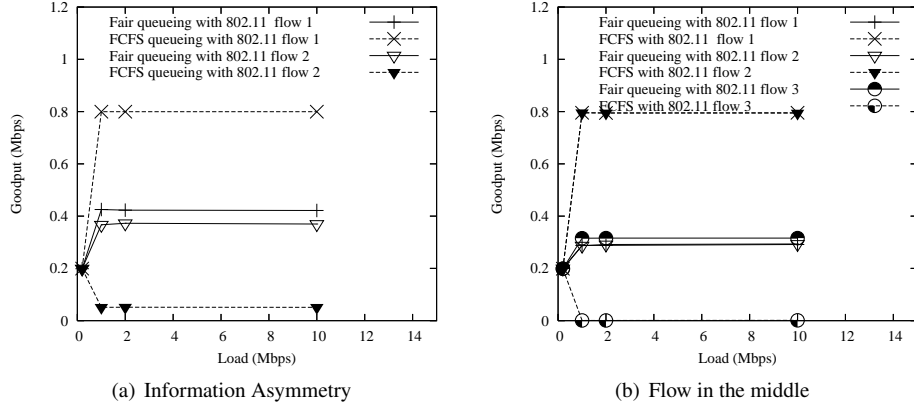 Fair queueing with 802.11 flow 1
FCFS queueing with 802.11 flow 1
Fair queueing with 802.11 flow 2
FCFS queueing with 802.11 flow 2
1.2
1
0.8
0.6
0.4
0.2
0
Goodput (Mbps)
0 2 4 6 8 10 12 14
Load (Mbps)
(a) Information Asymmetry
Fair queueing with 802.11 flow 1
FCFS with 802.11 flow 1
Fair queueing with 802.11 flow 2
FCFS with 802.11 flow 2
Fair queueing with 802.11 flow 3
FCFS with 802.11 flow 3
1.2
1
0.8
0.6
0.4
0.2
0
Goodput (Mbps)
0 2 4 6 8 10 12 14
Load (Mbps)
(b) Flow in the middle